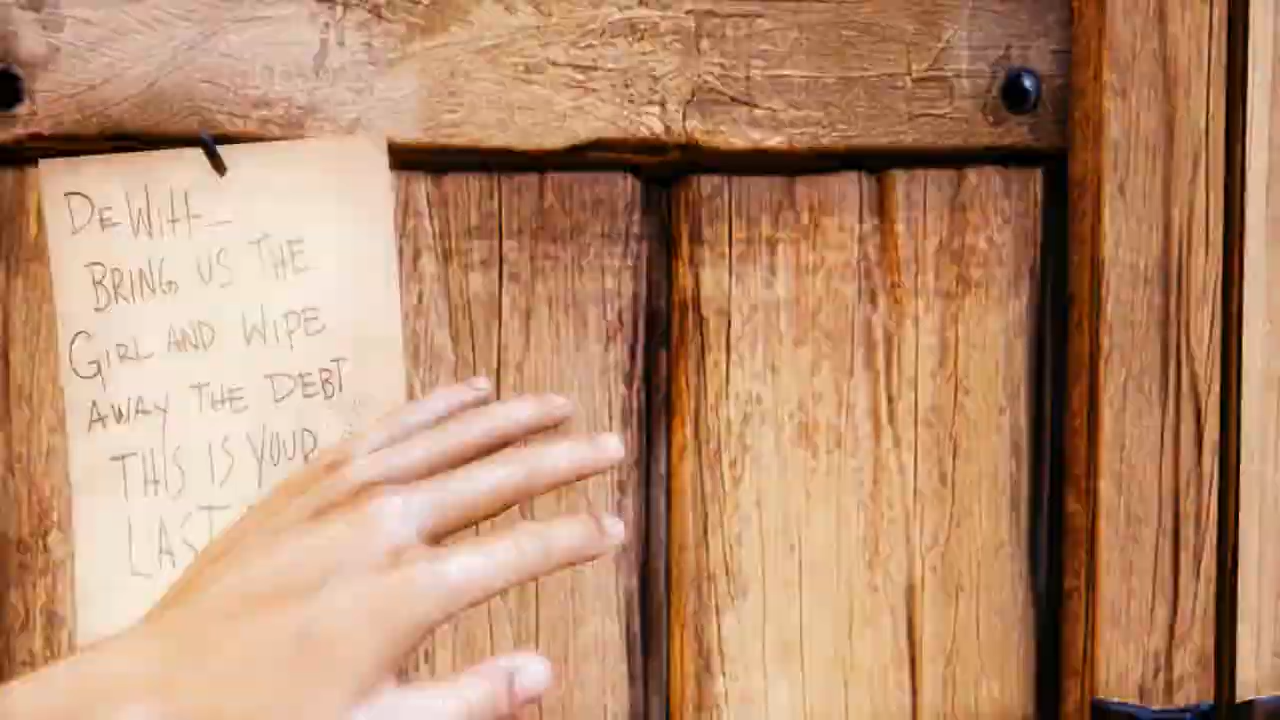 DEWITT—
BRING US THE
GIRL AND WIPE
AWAY THE DEBT
THIS IS YOUR
LAST